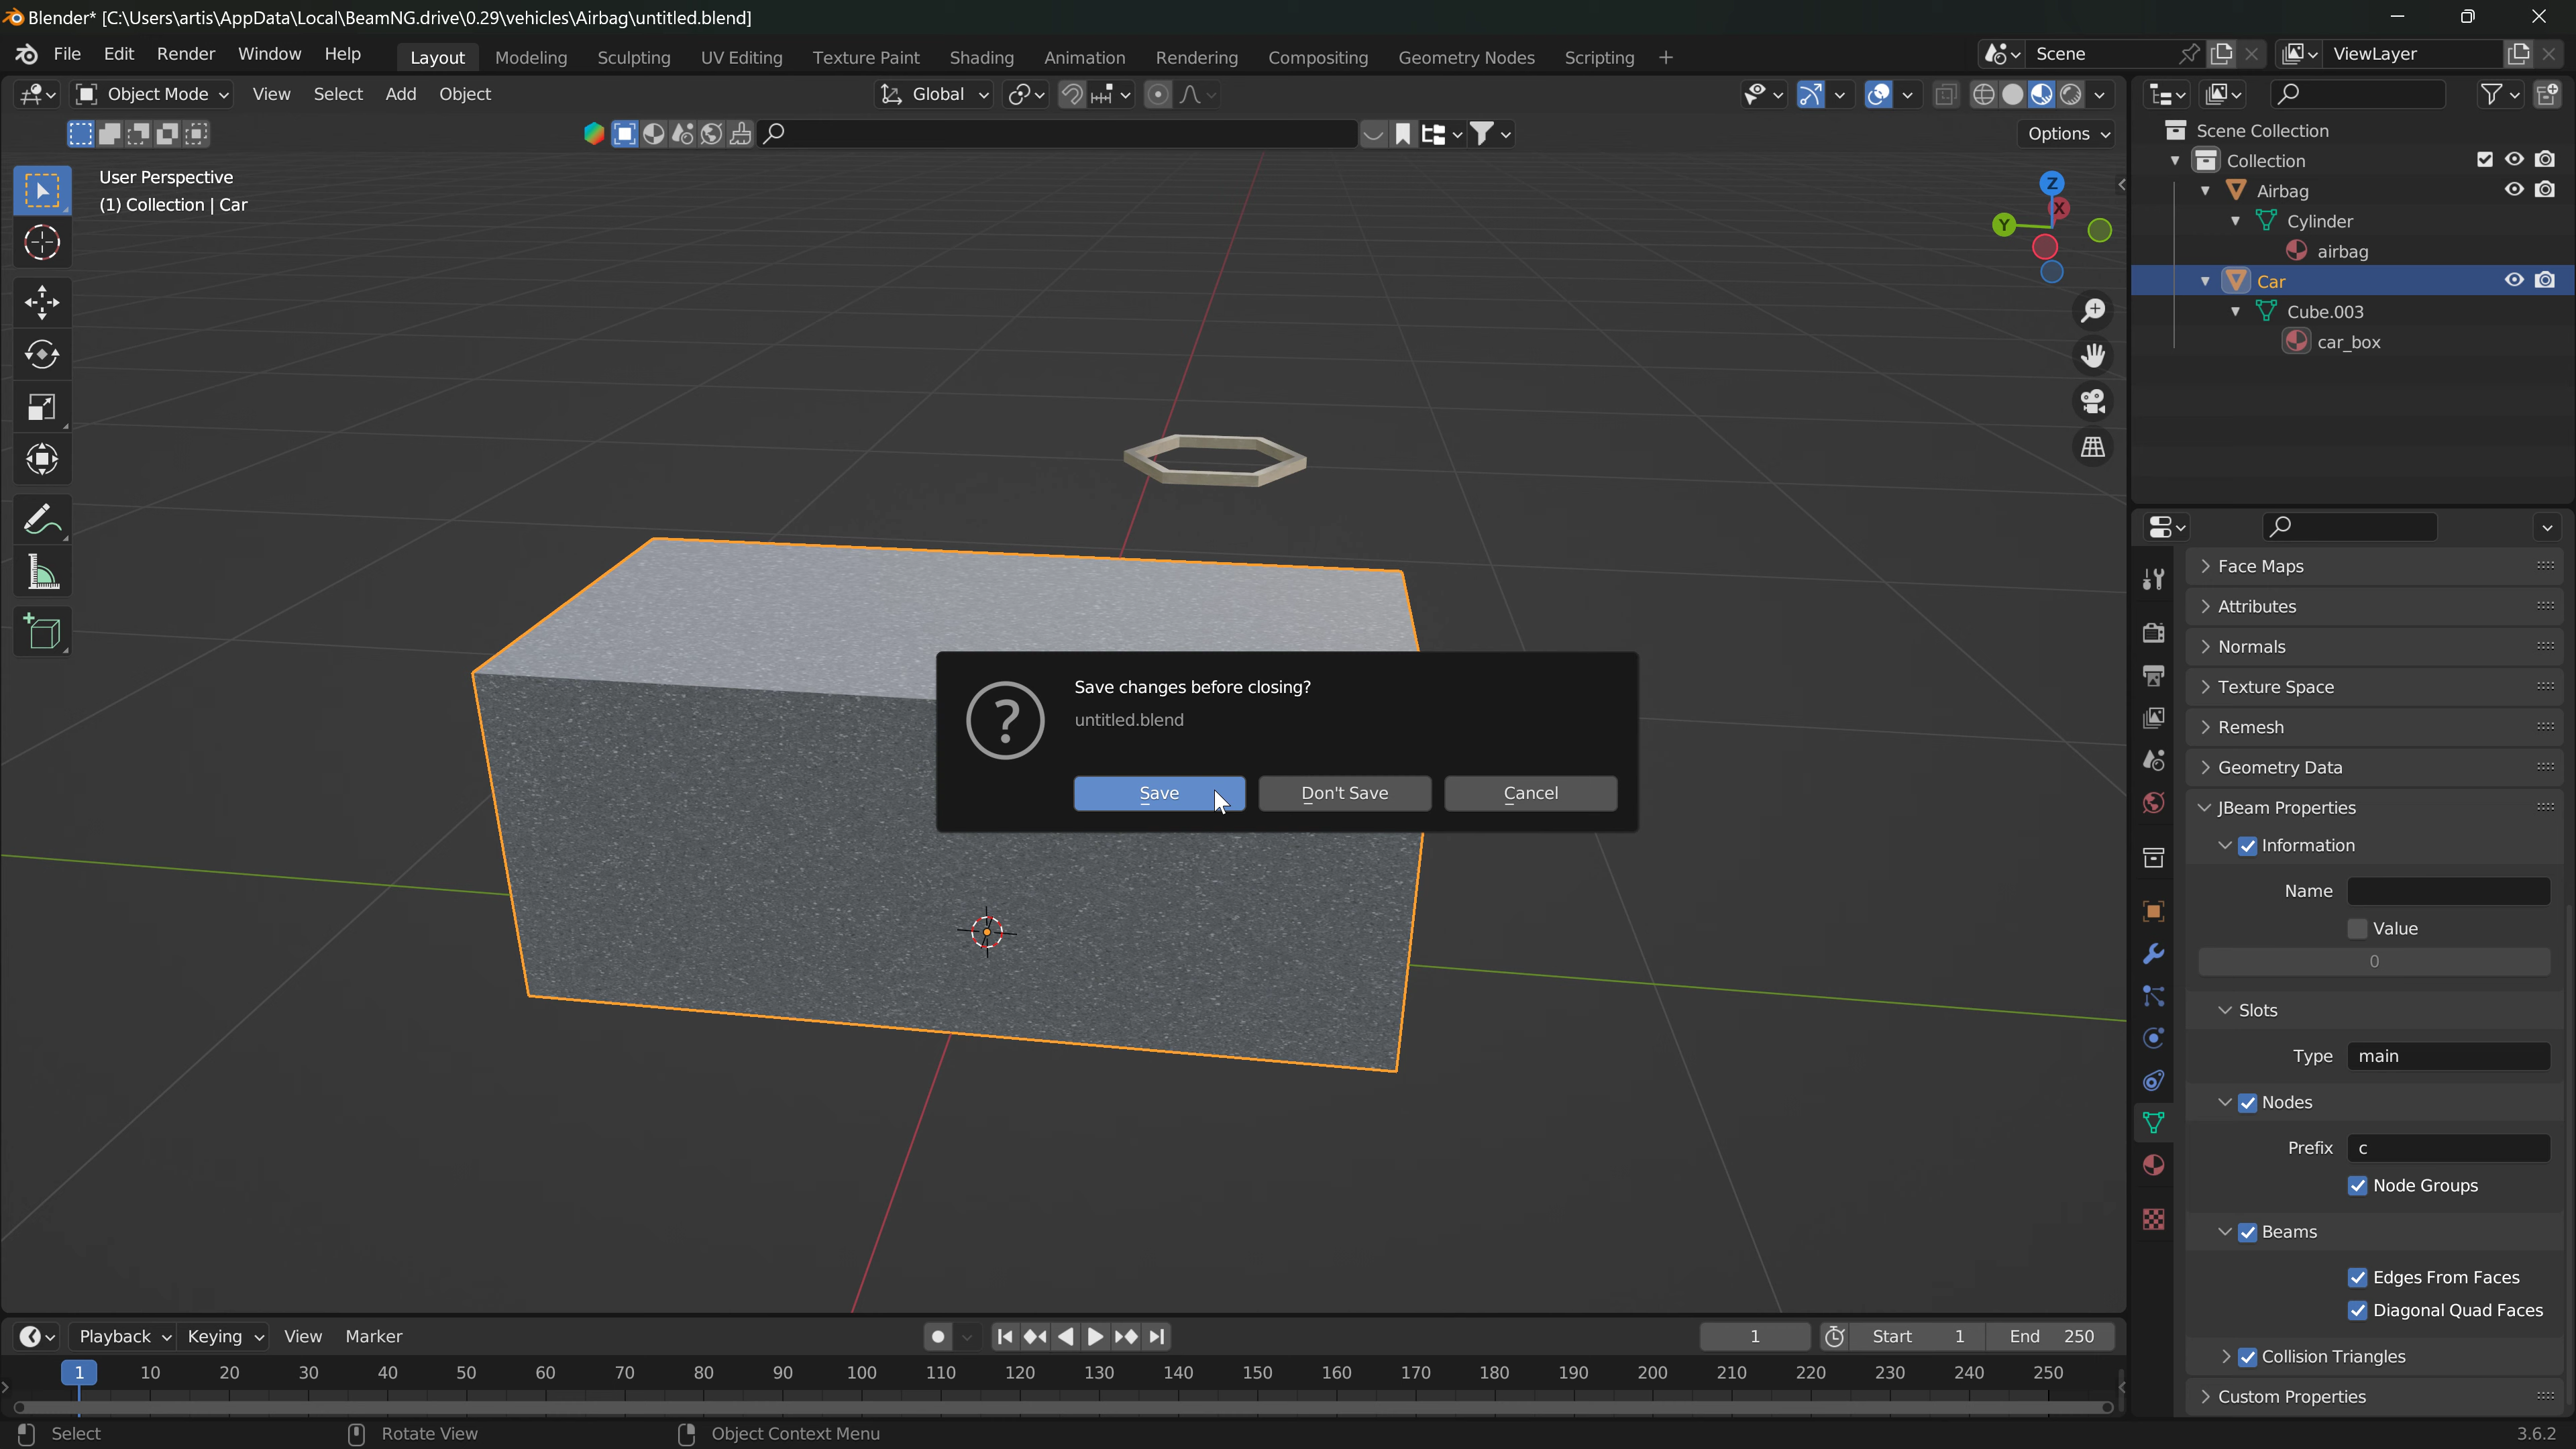 Blender* [C:\Users\artis\AppData\Local\BeamNG.drive\0.29\vehicles\Airbag\untitled.blend]
File Edit Render Window Help Layout Modeling Sculpting UV Editing Texture Paint Shading Animation Rendering Compositing Geometry Nodes Scripting + Scene ViewLayer
Object Mode View Select Add Object Global
Options
User Perspective
(1) Collection | Car
Z
X
Y
Scene Collection
Collection
Airbag
Cylinder
airbag
Car
Cube.003
car_box
Save changes before closing?
untitled.blend
Save Don't Save Cancel
Face Maps
Attributes
Normals
Texture Space
Remesh
Geometry Data
JBeam Properties
Information
Name
Value
0
Slots
Type main
Nodes
Prefix c
Node Groups
Beams
Edges From Faces
Diagonal Quad Faces
Collision Triangles
Custom Properties
Playback Keying View Marker 1 Start 1 End 250
1 10 20 30 40 50 60 70 80 90 100 110 120 130 140 150 160 170 180 190 200 210 220 230 240 250
Select Rotate View Object Context Menu 3.6.2